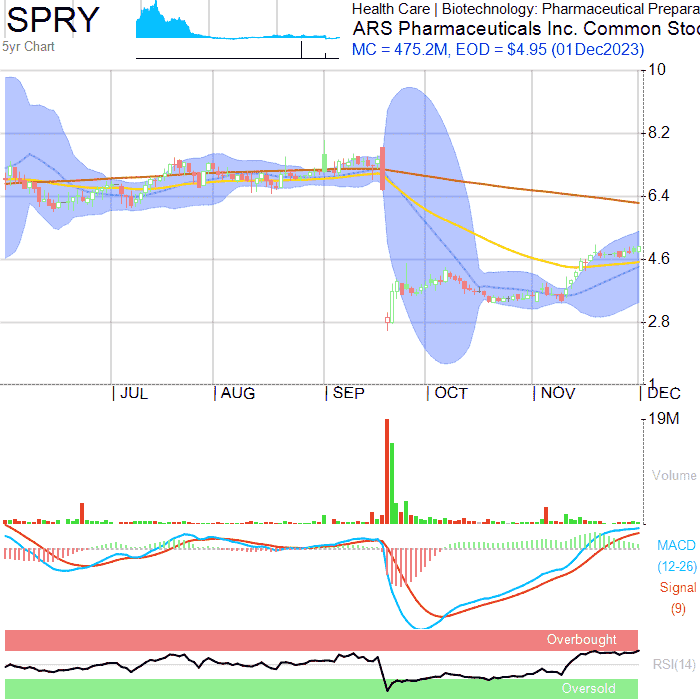 SPRY
5yr Chart
Health Care | Biotechnology: Pharmaceutical Prepara
ARS Pharmaceuticals Inc. Common Stoc
MC = 475.2M, EOD = $4.95 (01Dec2023)
10
8.2
6.4
4.6
2.8
1
| JUL | AUG | SEP | OCT | NOV | DEC
19M
Volume
MACD
(12-26)
Signal
(9)
Overbought
RSI(14)
Oversold